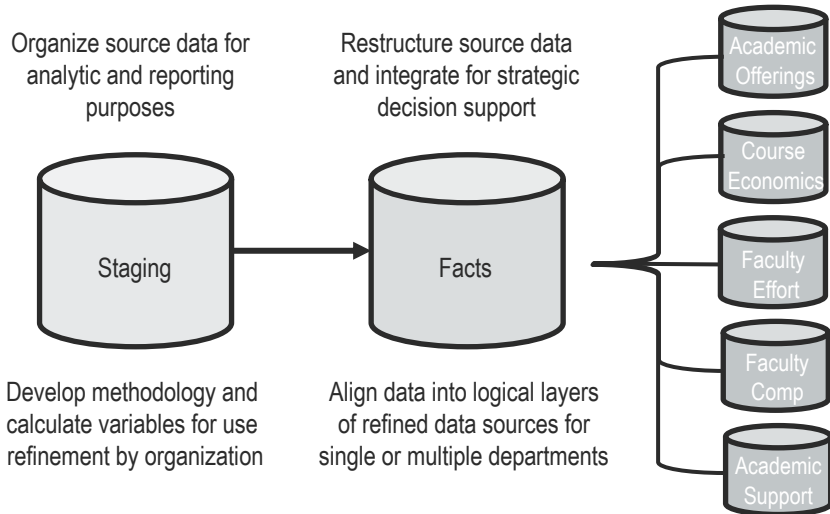 Organize source data for
analytic and reporting
purposes
Restructure source data
and integrate for strategic
decision support
Staging
Facts
Develop methodology and
calculate variables for use
refinement by organization
Align data into logical layers
of refined data sources for
single or multiple departments
Academic
Offerings
Course
Economics
Faculty
Effort
Faculty
Comp
Academic
Support